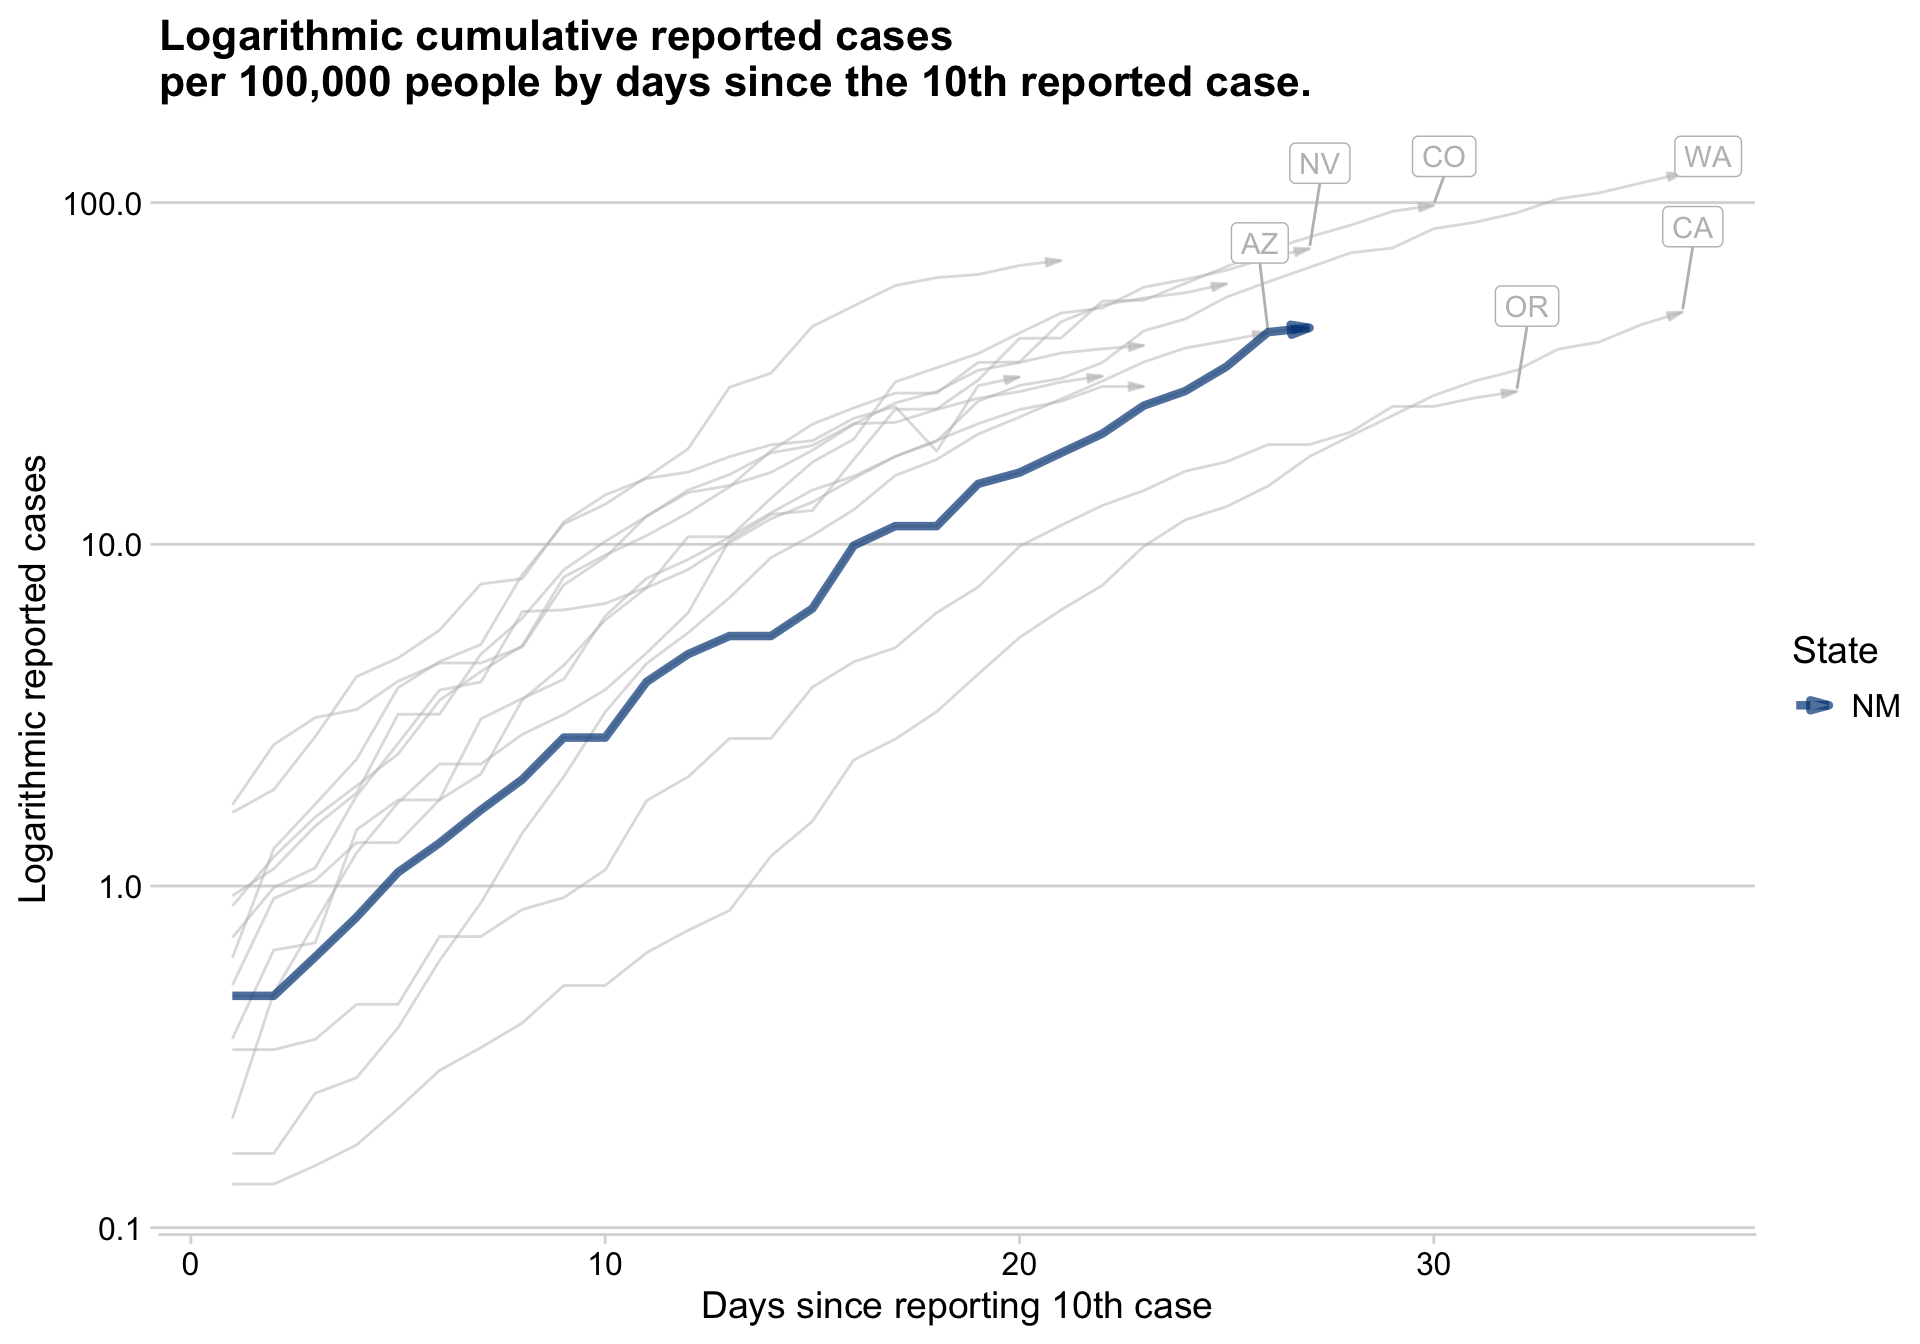 Logarithmic cumulative reported cases
per 100,000 people by days since the 10th reported case.
NV
CO
WA
100.0
AZ
CA
OR
10.0
Logarithmic reported cases
State
NM
1.0
0.1
0
10
20
30
Days since reporting 10th case